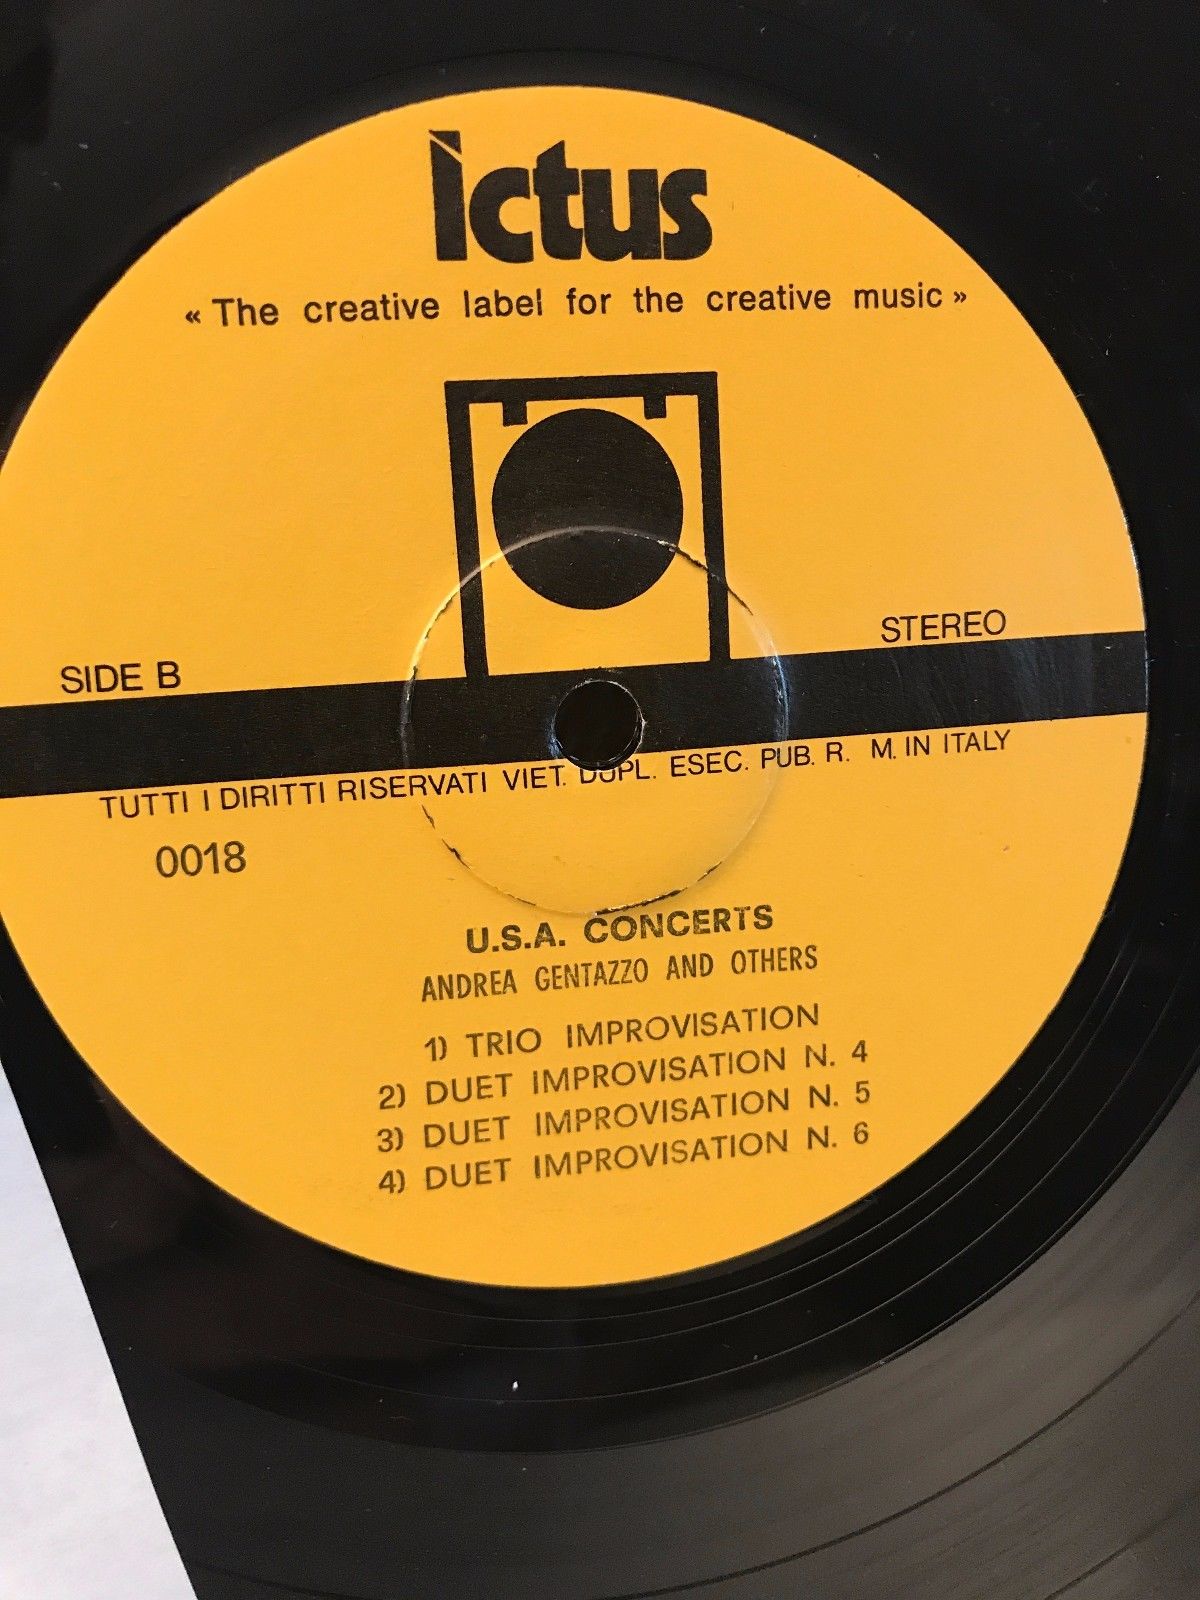 ictus
« The creative label for the creative music »
SIDE B
STEREO
TUTTI I DIRITTI RISERVATI VIET. DUPL. ESEC. PUB. R. M. IN ITALY
0018
U.S.A. CONCERTS
ANDREA GENTAZZO AND OTHERS
1) TRIO IMPROVISATION
2) DUET IMPROVISATION N. 4
3) DUET IMPROVISATION N. 5
4) DUET IMPROVISATION N. 6